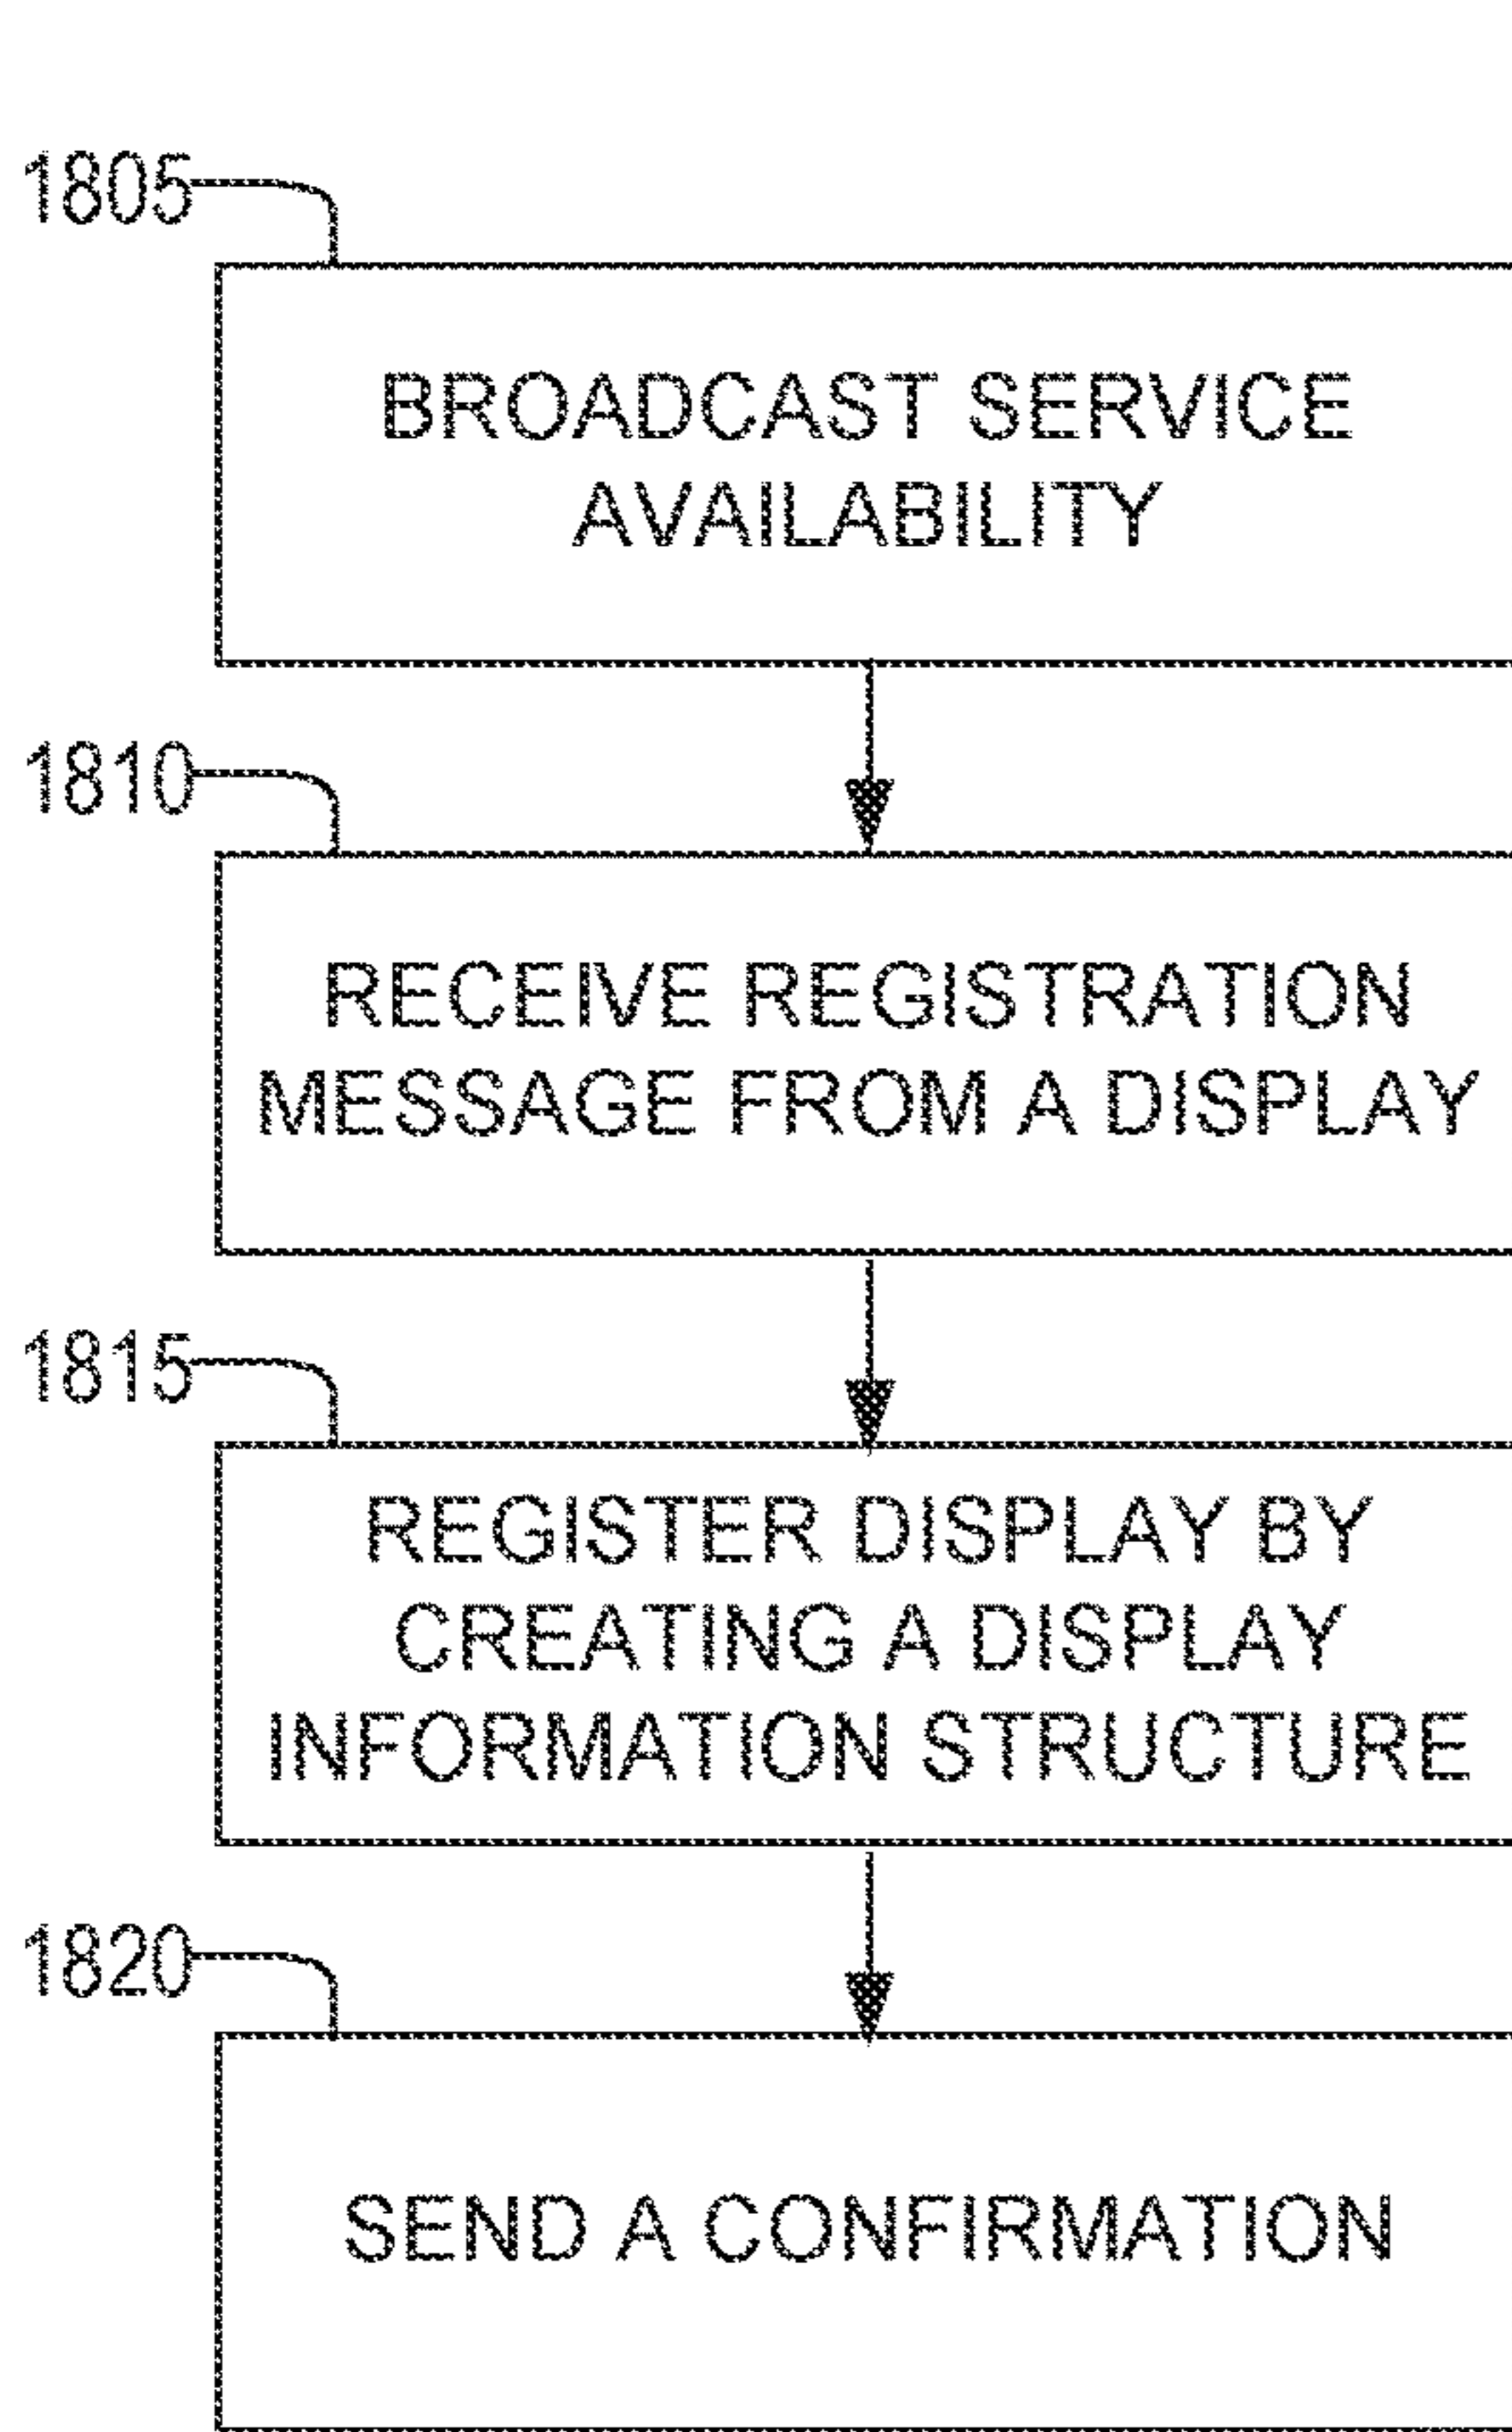 1805
BROADCAST SERVICE
AVAILABILITY
1810
RECEIVE REGISTRATION
MESSAGE FROM A DISPLAY
1815
REGISTER DISPLAY BY
CREATING A DISPLAY
INFORMATION STRUCTURE
1820
SEND A CONFIRMATION